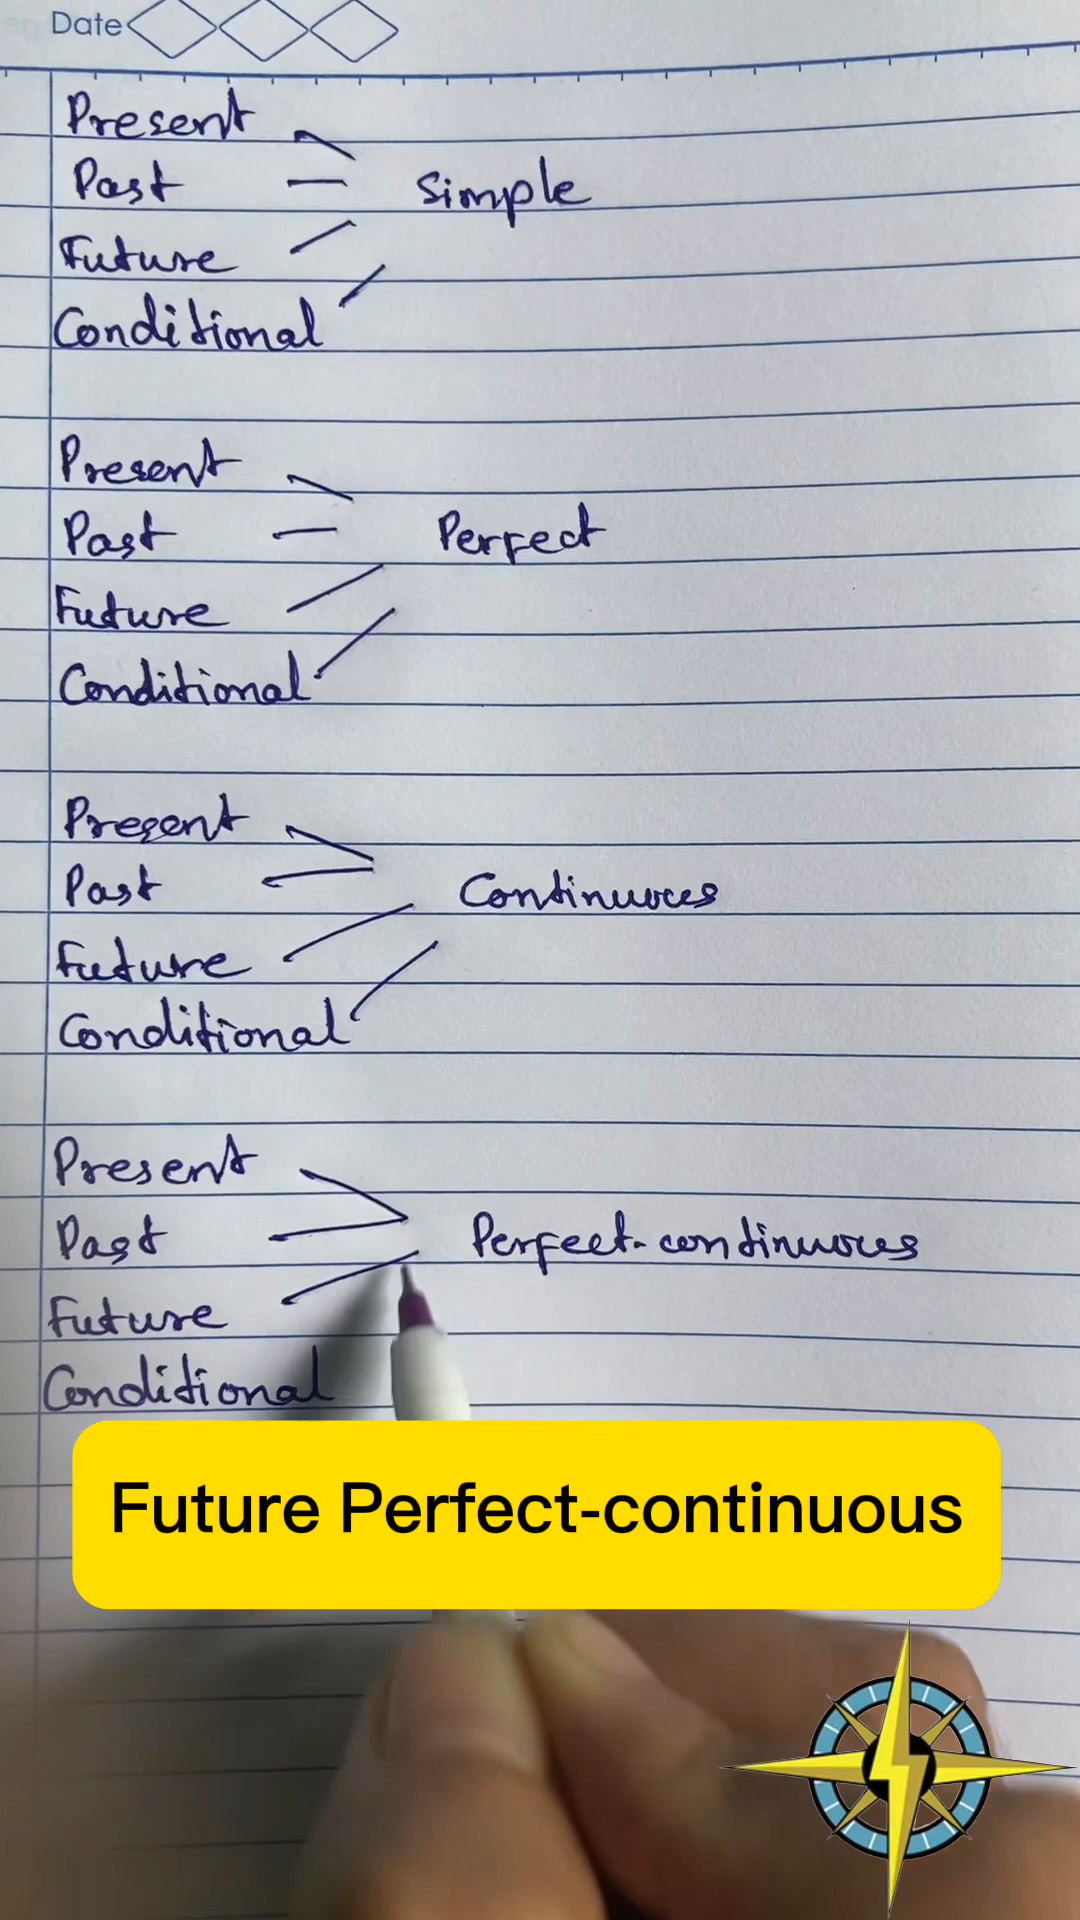 Date
Present
Past
Simple
Future
Conditional
Present
Past
Perfect
Future
Conditional
Present
Past
Continuous
Future
Conditional
Present
Past
Perfect-continuous
Future
Conditional
Future Perfect-continuous